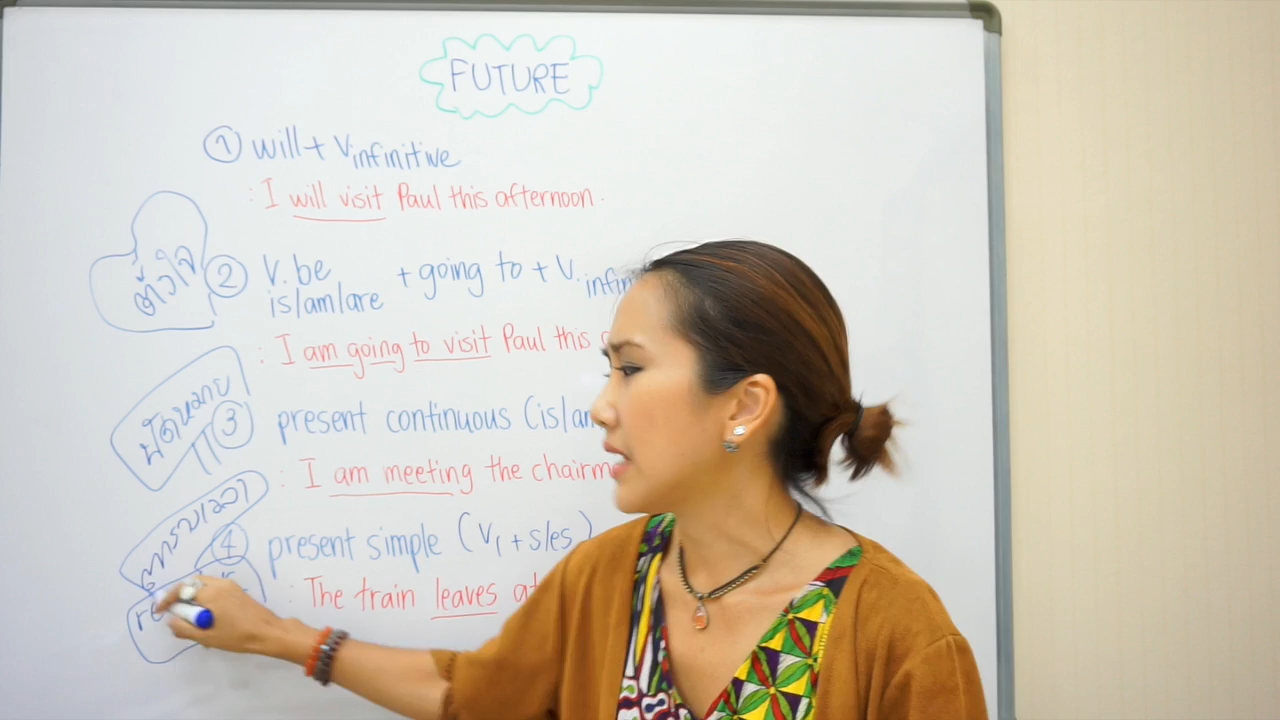 FUTURE
① will + V infinitive
: I will visit Paul this afternoon.
ตั้วใจ
② V. be + going to + V. infin
is/am/are
: I am going to visit Paul this
นัดหมาย
③ present continuous (is/am
: I am meeting the chairm
ตารางเวลา
④ present simple (V1 + s/es)
: The train leaves at